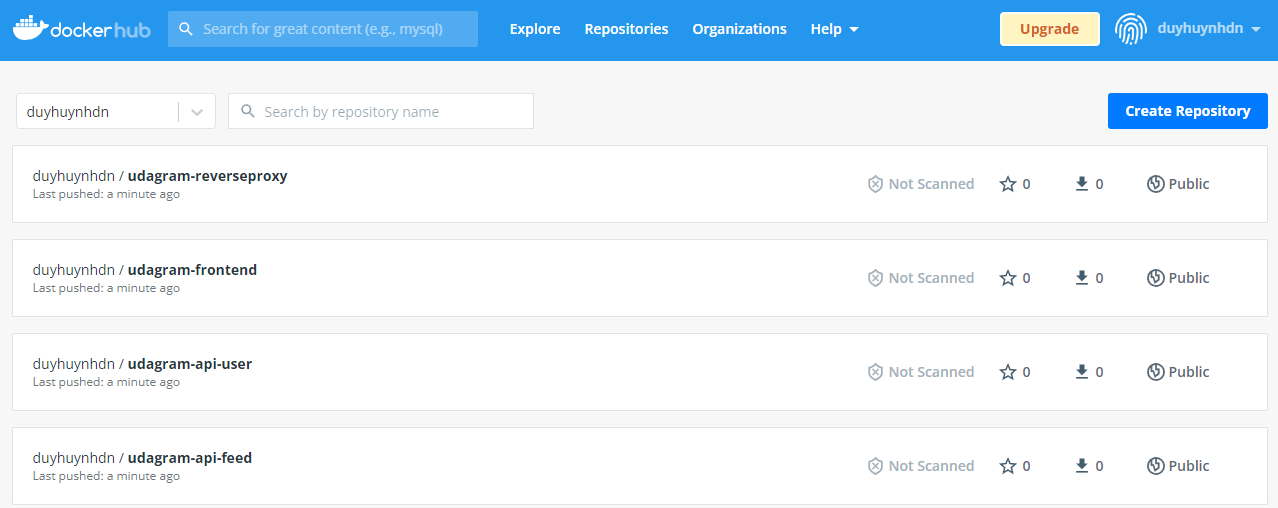 dockerhub
Search for great content (e.g., mysql)
Explore
Repositories
Organizations
Help
Upgrade
duyhuynhdn
duyhuynhdn
Search by repository name
Create Repository
duyhuynhdn / udagram-reverseproxy
Last pushed: a minute ago
Not Scanned
0
0
Public
duyhuynhdn / udagram-frontend
Last pushed: a minute ago
Not Scanned
0
0
Public
duyhuynhdn / udagram-api-user
Last pushed: a minute ago
Not Scanned
0
0
Public
duyhuynhdn / udagram-api-feed
Last pushed: a minute ago
Not Scanned
0
0
Public